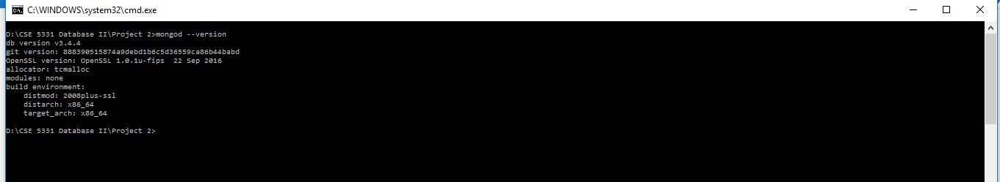 C:\WINDOWS\system32\cmd.exe
D:\CSE 5331 Database II\Project 2>mongod --version
db version v3.4.4
git version: 888390515874a9debd1b6c5d36559ca86b44babd
OpenSSL version: OpenSSL 1.0.1u-fips  22 Sep 2016
allocator: tcmalloc
modules: none
build environment:
    distmod: 2008plus-ssl
    distarch: x86_64
    target_arch: x86_64
D:\CSE 5331 Database II\Project 2>